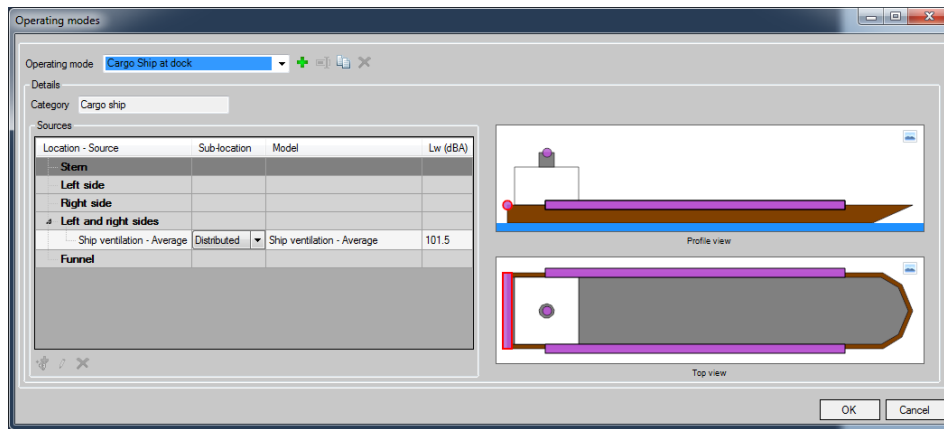 Operating modes
Operating mode Cargo Ship at dock
Details
Category Cargo ship
Sources
Location - Source Sub-location Model Lw (dBA)
Stern
Left side
Right side
Left and right sides
Ship ventilation - Average Distributed Ship ventilation - Average 101.5
Funnel
Profile view
Top view
OK Cancel